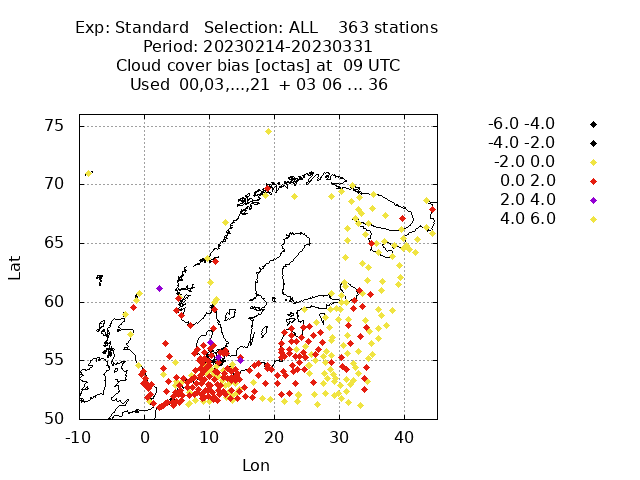 Exp: Standard   Selection: ALL    363 stations
Period: 20230214-20230331
Cloud cover bias [octas] at  09 UTC
Used  00,03,...,21  + 03 06 ... 36
-6.0 -4.0
-4.0 -2.0
-2.0 0.0
0.0 2.0
2.0 4.0
4.0 6.0
75
70
65
60
55
50
Lat
-10 0 10 20 30 40
Lon